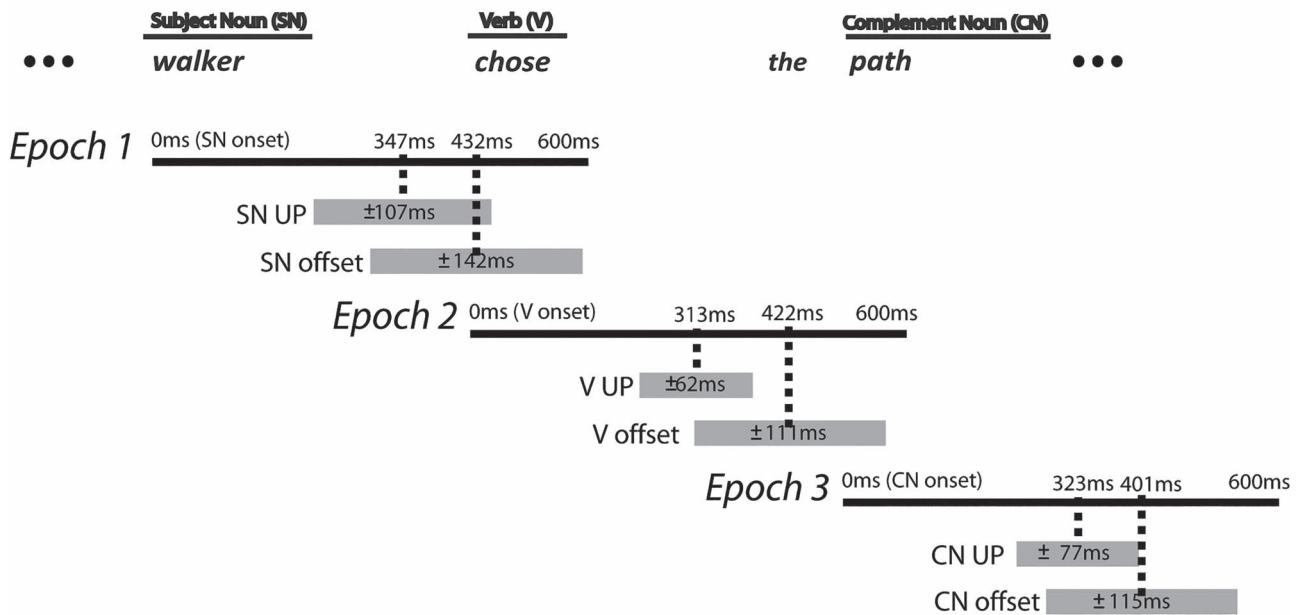 Subject Noun (SN) Verb (V) Complement Noun (CN)
••• walker chose the path •••
Epoch 1 0ms (SN onset) 347ms 432ms 600ms
SN UP ±107ms
SN offset ±142ms
Epoch 2 0ms (V onset) 313ms 422ms 600ms
V UP ±62ms
V offset ±111ms
Epoch 3 0ms (CN onset) 323ms 401ms 600ms
CN UP ± 77ms
CN offset ±115ms